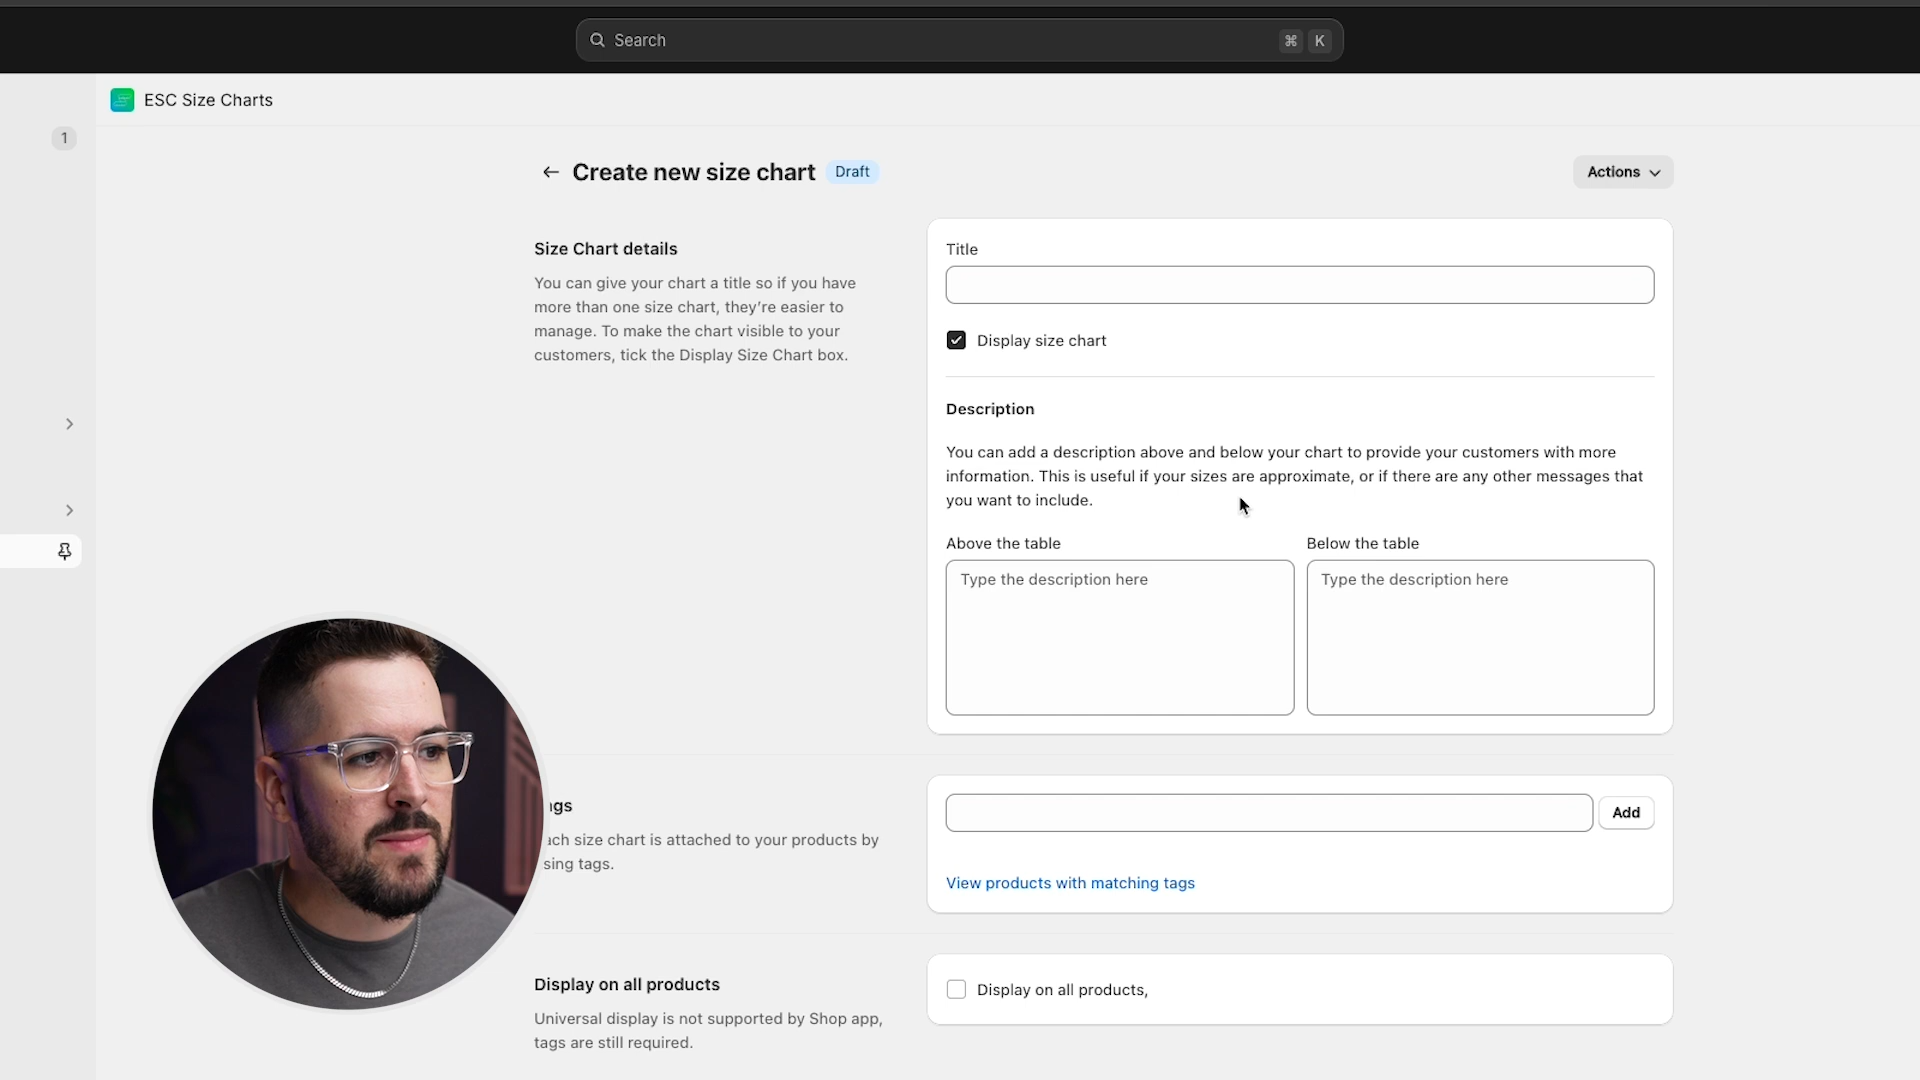 Search
⌘ K
ESC Size Charts
1
Create new size chart
Draft
Actions
Size Chart details
You can give your chart a title so if you have
more than one size chart, they're easier to
manage. To make the chart visible to your
customers, tick the Display Size Chart box.
Title
Display size chart
Description
You can add a description above and below your chart to provide your customers with more
information. This is useful if your sizes are approximate, or if there are any other messages that
you want to include.
Above the table
Type the description here
Below the table
Type the description here
ags
ach size chart is attached to your products by
sing tags.
Add
View products with matching tags
Display on all products
Universal display is not supported by Shop app,
tags are still required.
Display on all products,